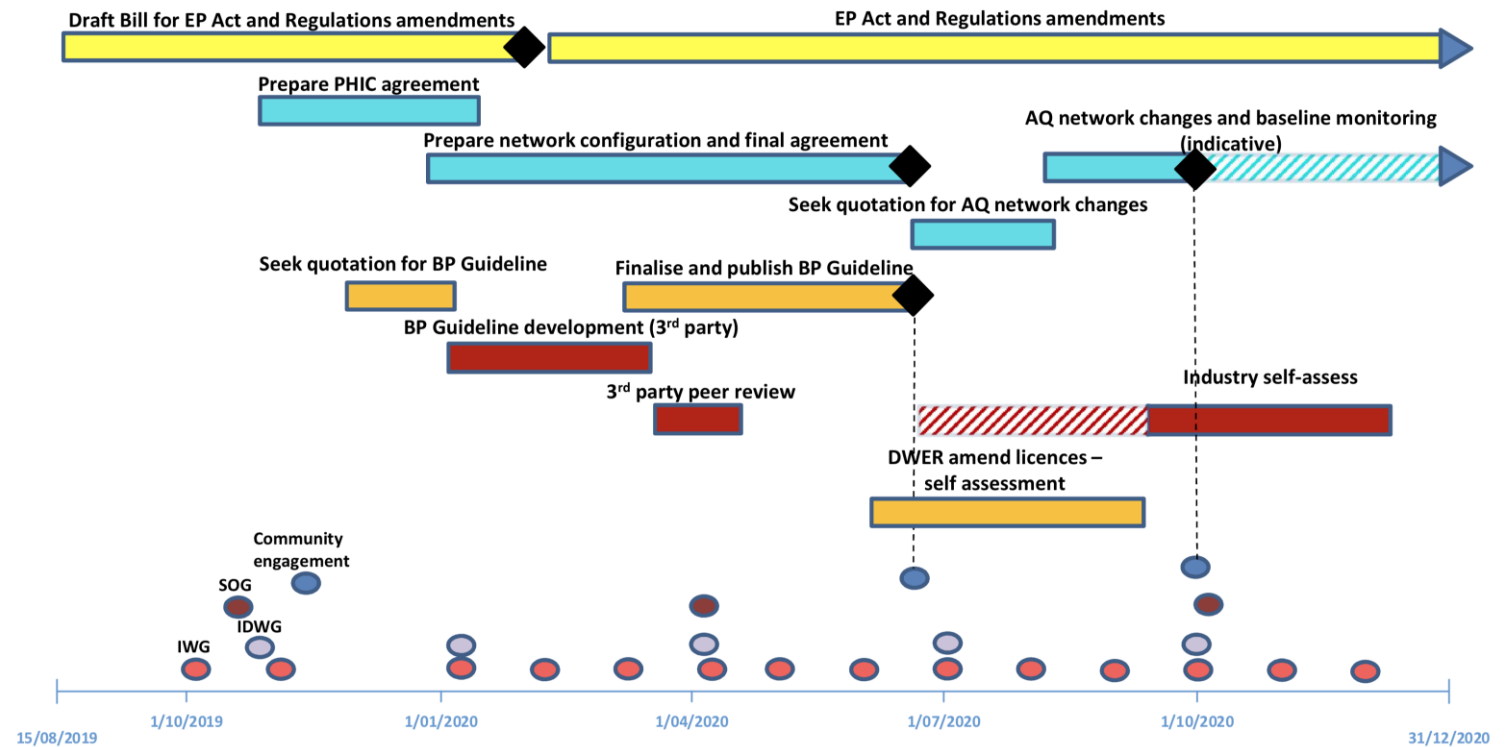 Draft Bill for EP Act and Regulations amendments
EP Act and Regulations amendments
Prepare PHIC agreement
AQ network changes and baseline monitoring
(indicative)
Prepare network configuration and final agreement
Seek quotation for AQ network changes
Seek quotation for BP Guideline
Finalise and publish BP Guideline
BP Guideline development (3rd party)
Industry self-assess
3rd party peer review
DWER amend licences –
self assessment
Community
engagement
SOG
IDWG
IWG
1/10/2019
1/01/2020
1/04/2020
1/07/2020
1/10/2020
15/08/2019
31/12/2020